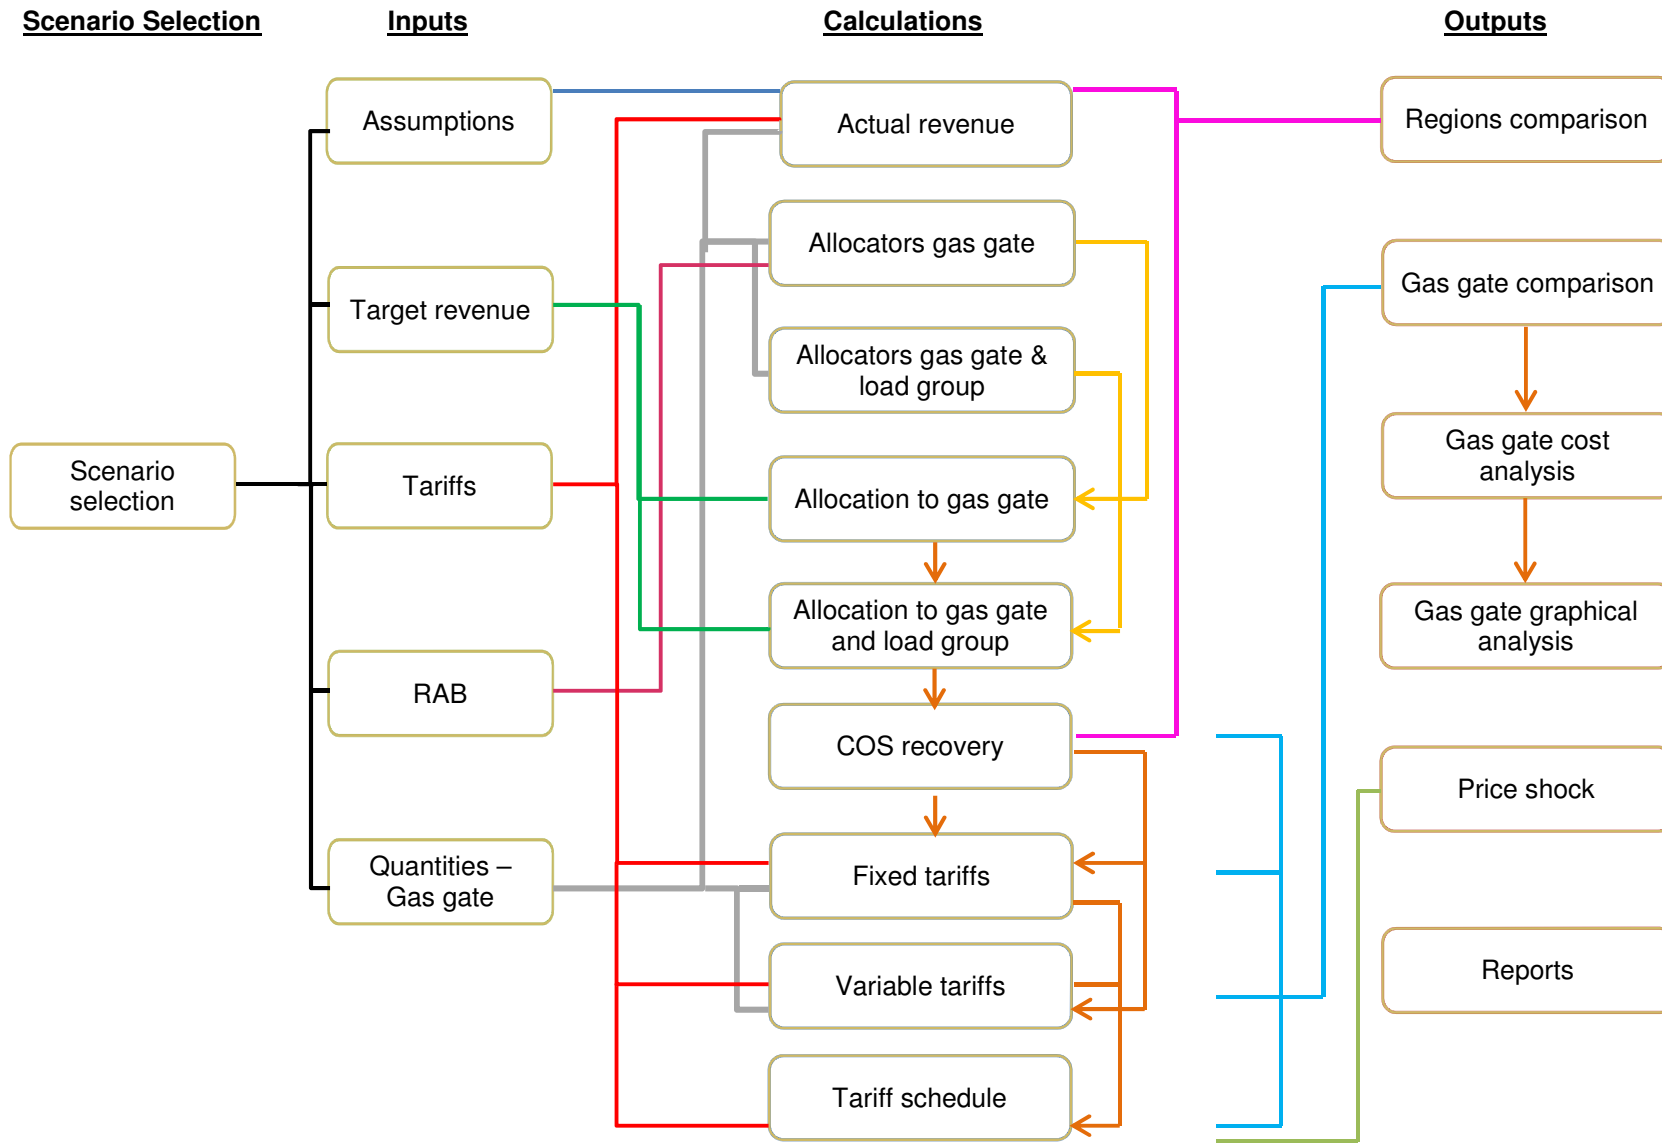 Scenario Selection
Inputs
Calculations
Outputs
Scenario
selection
Assumptions
Target revenue
Tariffs
RAB
Quantities –
Gas gate
Actual revenue
Allocators gas gate
Allocators gas gate &
load group
Allocation to gas gate
Allocation to gas gate
and load group
COS recovery
Fixed tariffs
Variable tariffs
Tariff schedule
Regions comparison
Gas gate comparison
Gas gate cost
analysis
Gas gate graphical
analysis
Price shock
Reports